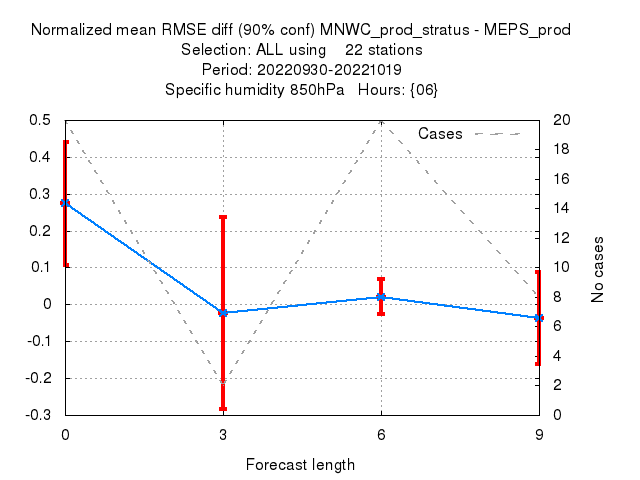 Normalized mean RMSE diff (90% conf) MNWC_prod_stratus - MEPS_prod
Selection: ALL using    22 stations
Period: 20220930-20221019
Specific humidity 850hPa   Hours: {06}
Cases
0.5
0.4
0.3
0.2
0.1
0
-0.1
-0.2
-0.3
20
18
16
14
12
10
8
6
4
2
0
No cases
0 3 6 9
Forecast length